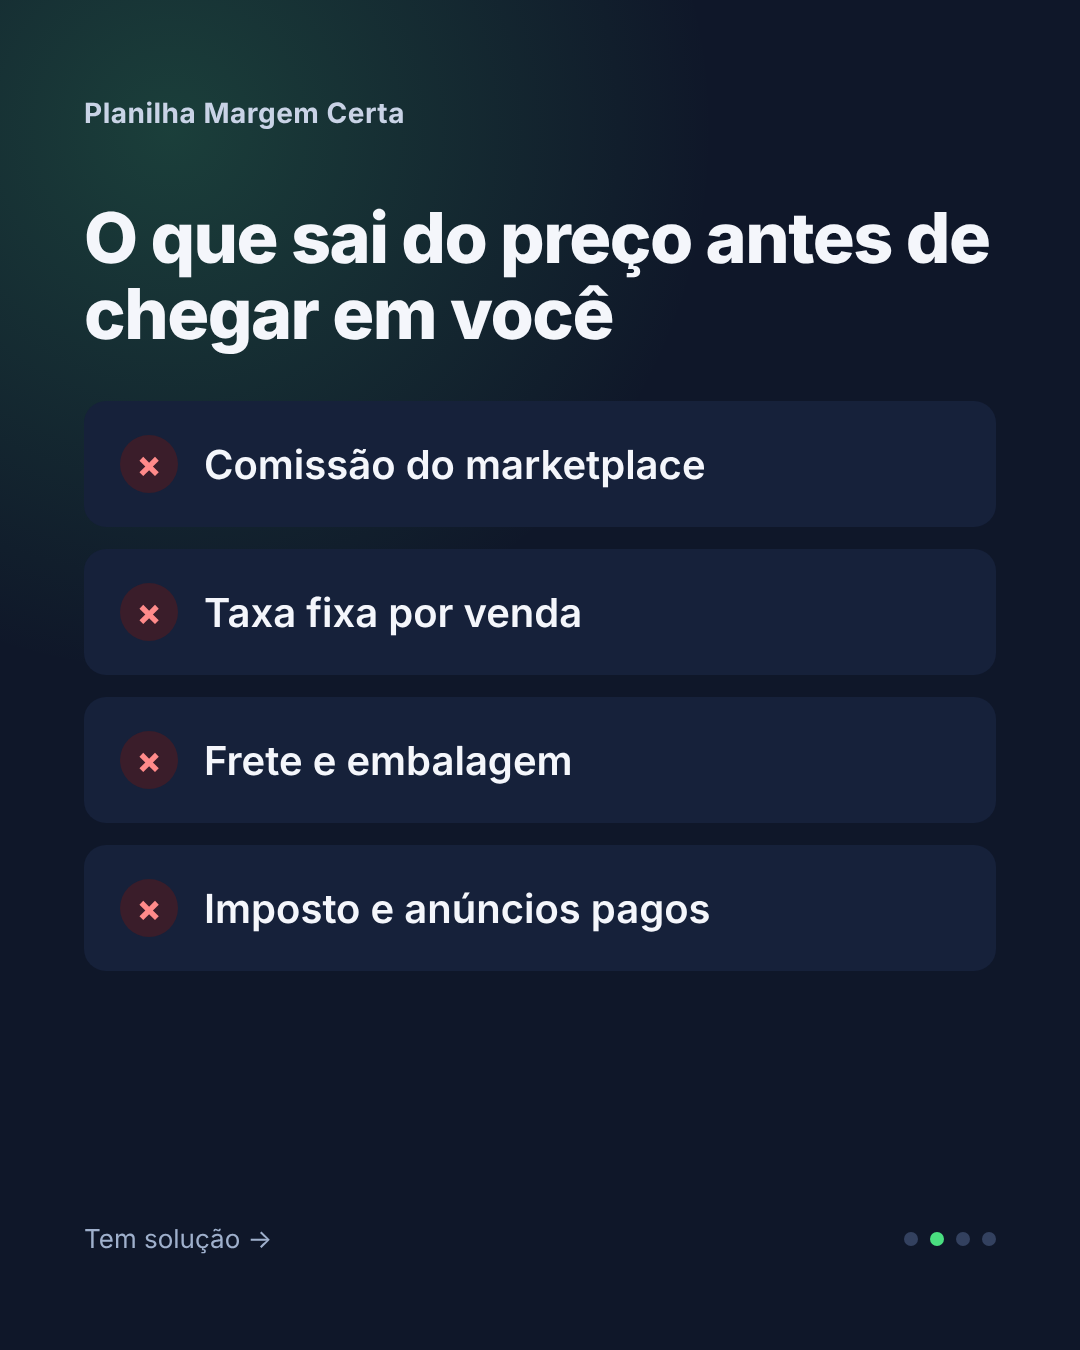 Planilha Margem Certa
O que sai do preço antes de
chegar em você
× Comissão do marketplace
× Taxa fixa por venda
× Frete e embalagem
× Imposto e anúncios pagos
Tem solução →